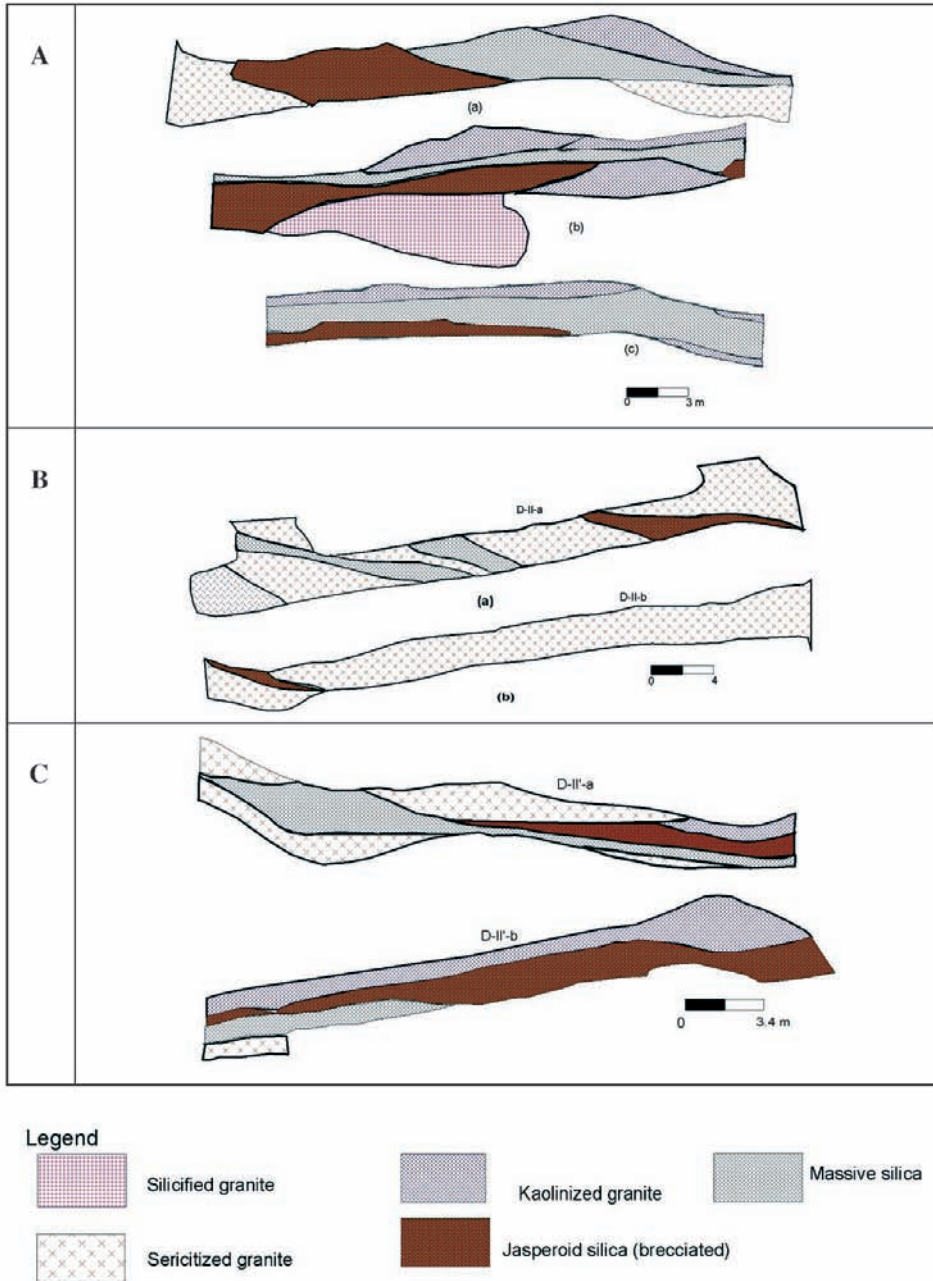 A
(a)
(b)
(c)
0 3 m
B
D-II-a
(a)
D-II-b
0 4
(b)
C
D-II'-a
D-II'-b
0 3.4 m
Legend
Silicified granite
Kaolinized granite
Massive silica
Sericitized granite
Jasperoid silica (brecciated)